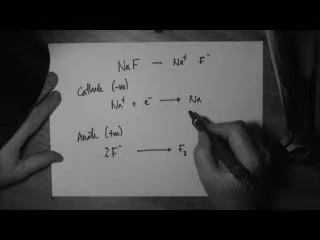 NaF — Na⁺ F⁻
Cathode (-ve)
Na⁺ + e⁻ ⟶ Na
Anode (+ve)
2F⁻ ⟶ F₂